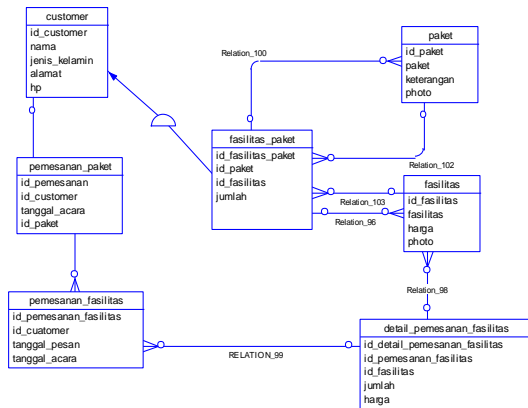 customer
id_customer
nama
jenis_kelamin
alamat
hp
Relation_100
paket
id_paket
paket
keterangan
photo
fasilitas_paket
id_fasilitas_paket
id_paket
id_fasilitas
jumlah
Relation_102
pemesanan_paket
id_pemesanan
id_customer
tanggal_acara
id_paket
fasilitas
id_fasilitas
fasilitas
harga
photo
Relation_103
Relation_96
Relation_98
pemesanan_fasilitas
id_pemesanan_fasilitas
id_cuatomer
tanggal_pesan
tanggal_acara
RELATION_99
detail_pemesanan_fasilitas
id_detail_pemesanan_fasilitas
id_pemesanan_fasilitas
id_fasilitas
jumlah
harga